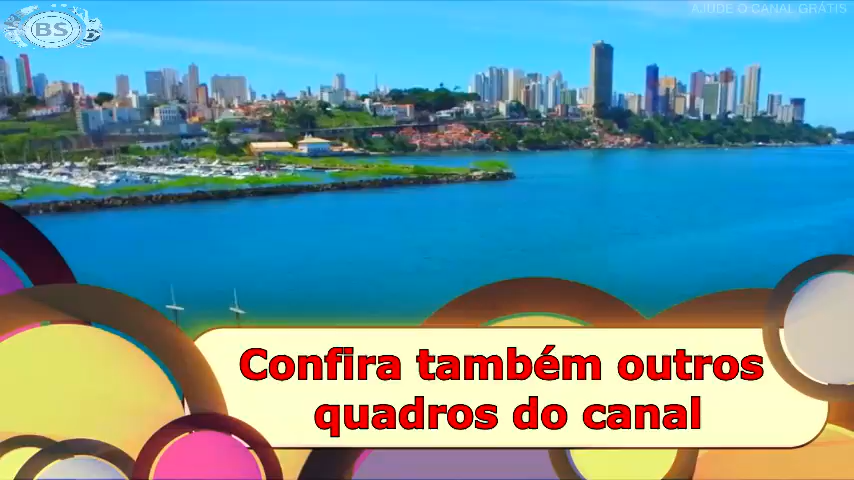 BS
AJUDE O CANAL GRÁTIS
Confira também outros
quadros do canal